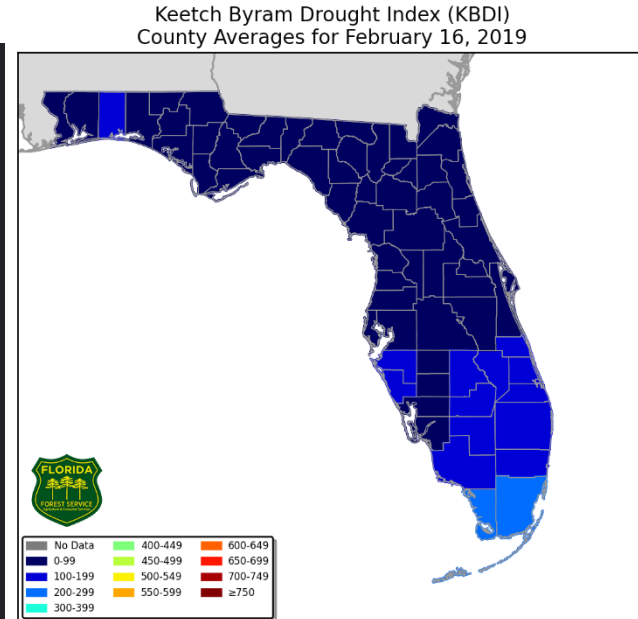 Keetch Byram Drought Index (KBDI)
County Averages for February 16, 2019
FLORIDA
FOREST SERVICE
No Data
0-99
100-199
200-299
300-399
400-449
450-499
500-549
550-599
600-649
650-699
700-749
≥750